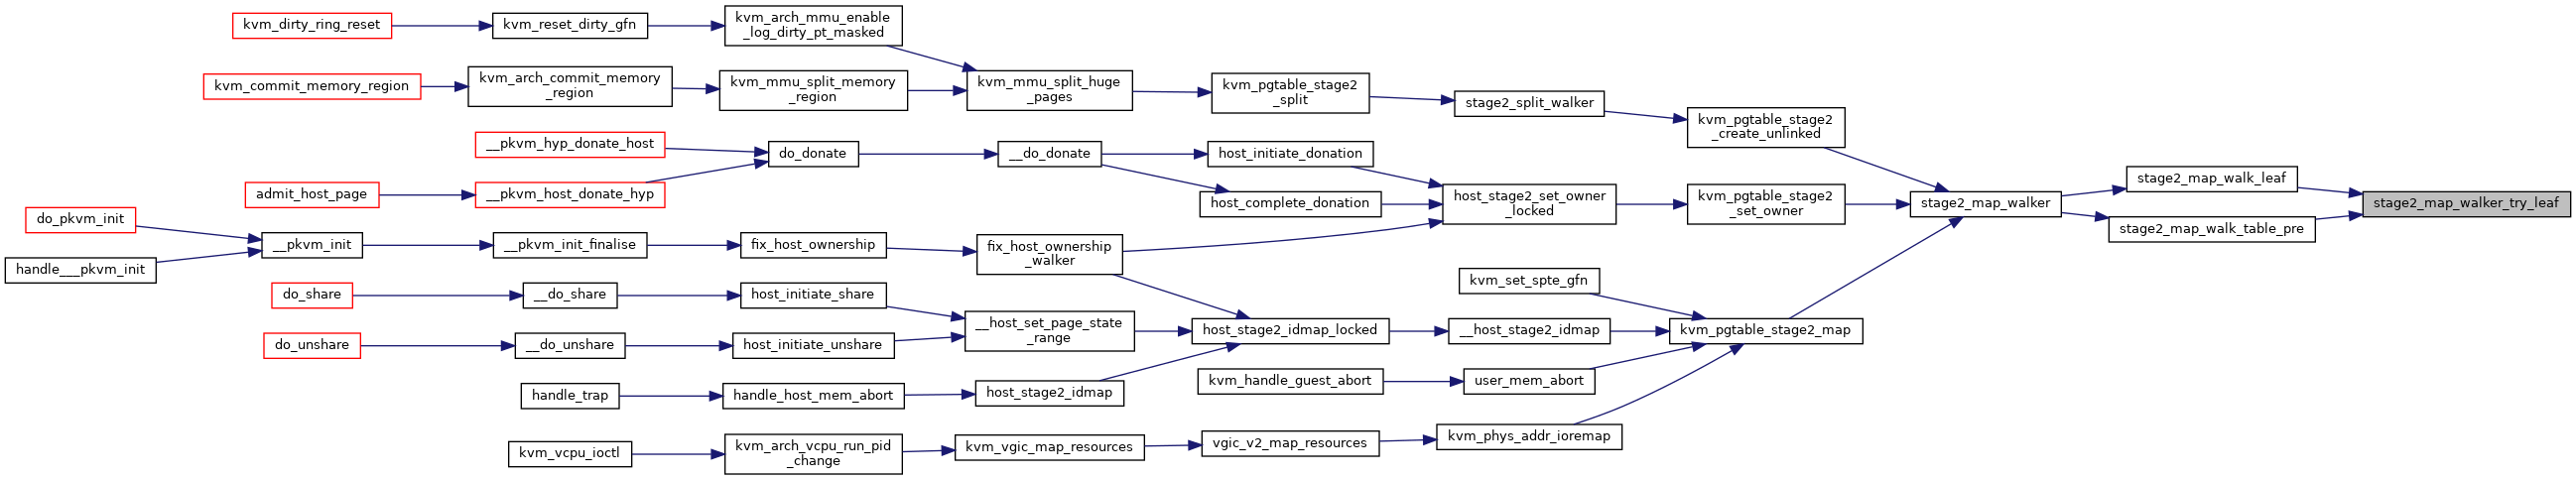 kvm_dirty_ring_reset
kvm_reset_dirty_gfn
kvm_arch_mmu_enable
_log_dirty_pt_masked
kvm_commit_memory_region
kvm_arch_commit_memory
_region
kvm_mmu_split_memory
_region
kvm_mmu_split_huge
_pages
kvm_pgtable_stage2
_split
stage2_split_walker
kvm_pgtable_stage2
_create_unlinked
__pkvm_hyp_donate_host
do_donate
__do_donate
host_initiate_donation
admit_host_page
__pkvm_host_donate_hyp
host_complete_donation
host_stage2_set_owner
_locked
kvm_pgtable_stage2
_set_owner
stage2_map_walker
stage2_map_walk_leaf
stage2_map_walk_table_pre
stage2_map_walker_try_leaf
do_pkvm_init
handle___pkvm_init
__pkvm_init
__pkvm_init_finalise
fix_host_ownership
fix_host_ownership
_walker
do_share
__do_share
host_initiate_share
do_unshare
__do_unshare
host_initiate_unshare
__host_set_page_state
_range
host_stage2_idmap_locked
kvm_set_spte_gfn
__host_stage2_idmap
kvm_pgtable_stage2_map
kvm_handle_guest_abort
user_mem_abort
handle_trap
handle_host_mem_abort
host_stage2_idmap
kvm_vcpu_ioctl
kvm_arch_vcpu_run_pid
_change
kvm_vgic_map_resources
vgic_v2_map_resources
kvm_phys_addr_ioremap